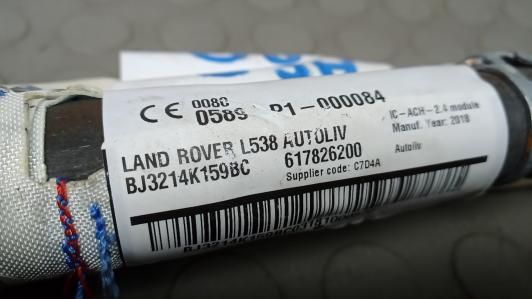 CE 0080
0589 P1-000084
IC-ACH-2.4 module
Manuf. Year: 2018
LAND ROVER L538 AUTOLIV
BJ3214K159BC 617826200
Autoliv
Supplier code: C7D4A